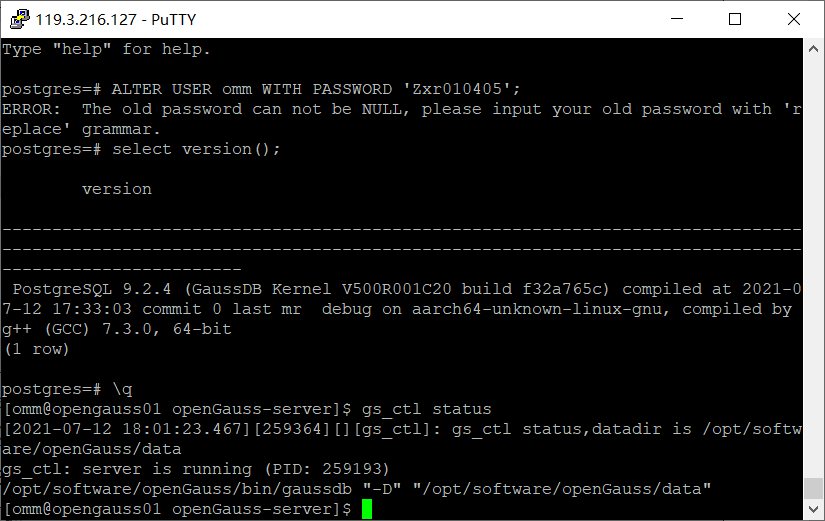 119.3.216.127 - PuTTY
Type "help" for help.
postgres=# ALTER USER omm WITH PASSWORD 'Zxr010405';
ERROR:  The old password can not be NULL, please input your old password with 'r
eplace' grammar.
postgres=# select version();
        version
--------------------------------------------------------------------------------
--------------------------------------------------------------------------------
------------------------
 PostgreSQL 9.2.4 (GaussDB Kernel V500R001C20 build f32a765c) compiled at 2021-0
7-12 17:33:03 commit 0 last mr  debug on aarch64-unknown-linux-gnu, compiled by
g++ (GCC) 7.3.0, 64-bit
(1 row)
postgres=# \q
[omm@opengauss01 openGauss-server]$ gs_ctl status
[2021-07-12 18:01:23.467][259364][][gs_ctl]: gs_ctl status,datadir is /opt/softw
are/openGauss/data
gs_ctl: server is running (PID: 259193)
/opt/software/openGauss/bin/gaussdb "-D" "/opt/software/openGauss/data"
[omm@opengauss01 openGauss-server]$